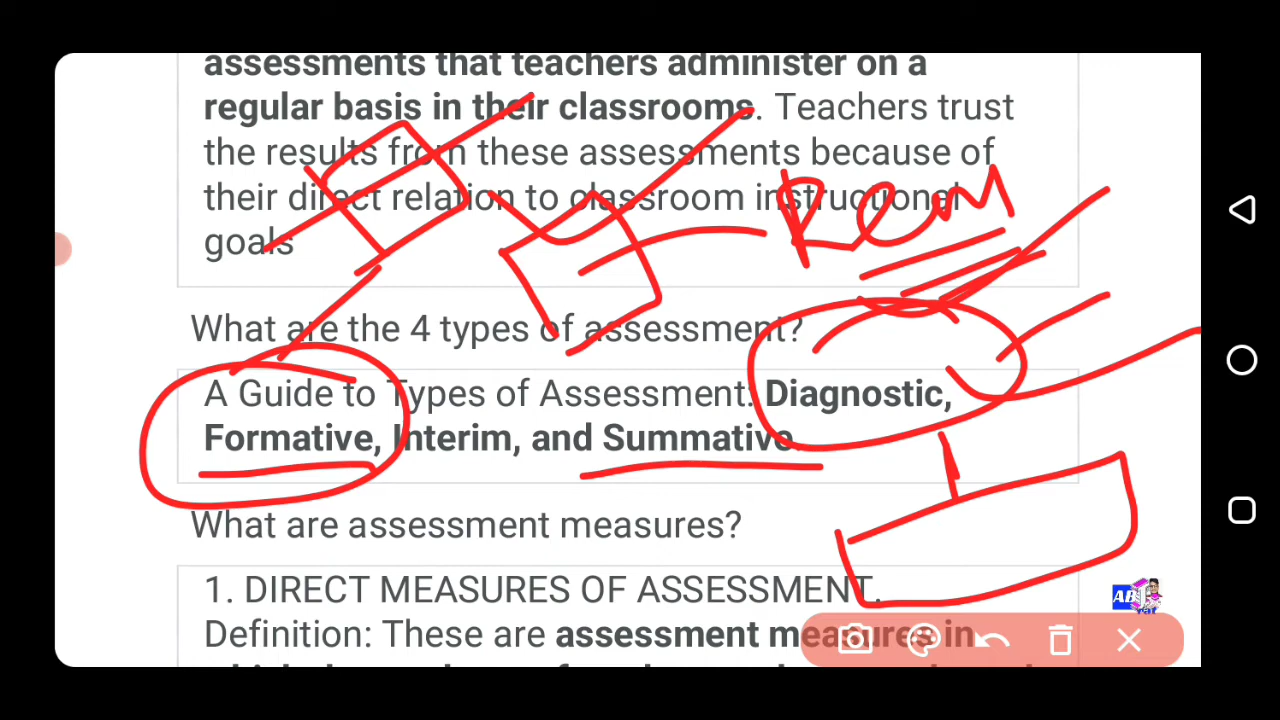 assessments that teachers administer on a
regular basis in their classrooms. Teachers trust
the results from these assessments because of
their direct relation to classroom instructional
goals
What are the 4 types of assessment?
A Guide to Types of Assessment: Diagnostic,
Formative, Interim, and Summative.
What are assessment measures?
1. DIRECT MEASURES OF ASSESSMENT.
Definition: These are assessment measures in